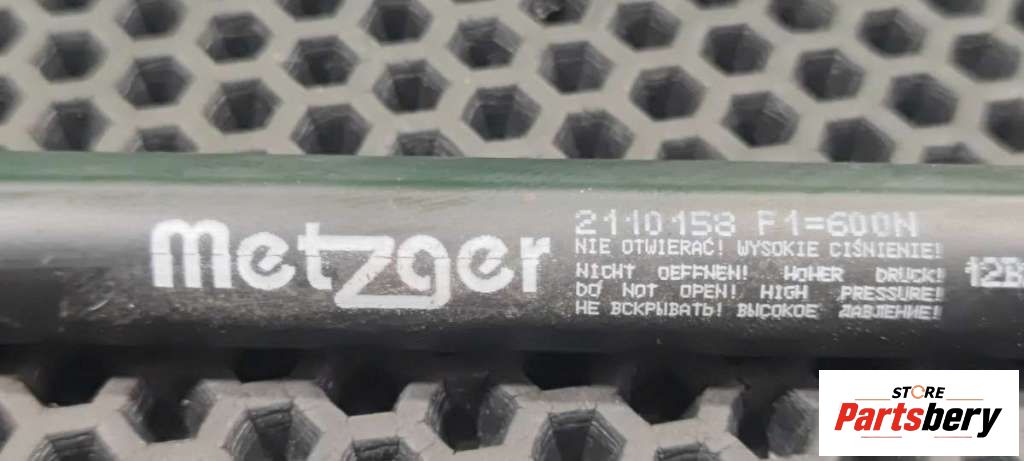 Metzger
2110158 F1=600N
NIE OTWIERAĆ! WYSOKIE CIŚNIENIE!
NICHT OEFFNEN! HOHER DRUCK!
DO NOT OPEN! HIGH PRESSURE!
НЕ ВСКРЫВАТЬ! ВЫСОКОЕ ДАВЛЕНИЕ!
STORE
Partsbery